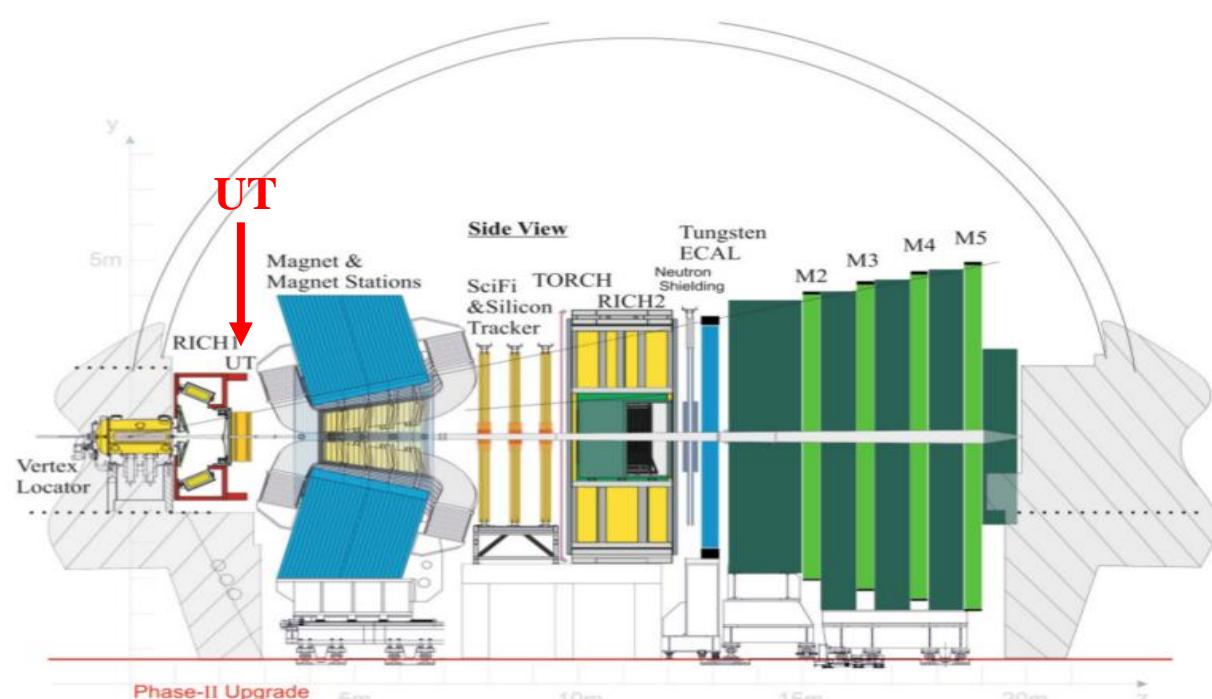 y
UT
5m
Side View
Magnet &
Magnet Stations
SciFi
&Silicon
Tracker
TORCH
RICH2
Tungsten
ECAL
Neutron
Shielding
M2
M3
M4
M5
RICH1
UT
Vertex
Locator
Phase-II Upgrade
5m
10m
15m
20m
z